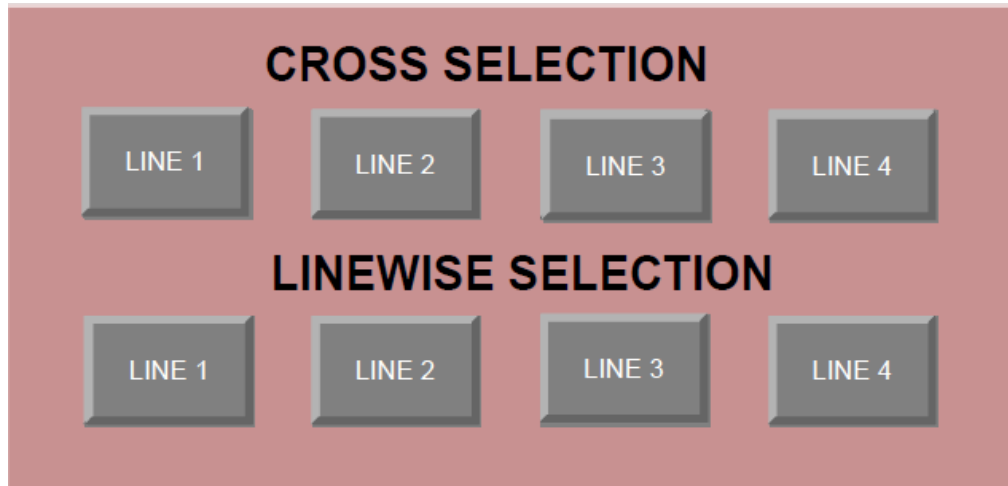 CROSS SELECTION
LINE 1 LINE 2 LINE 3 LINE 4
LINEWISE SELECTION
LINE 1 LINE 2 LINE 3 LINE 4